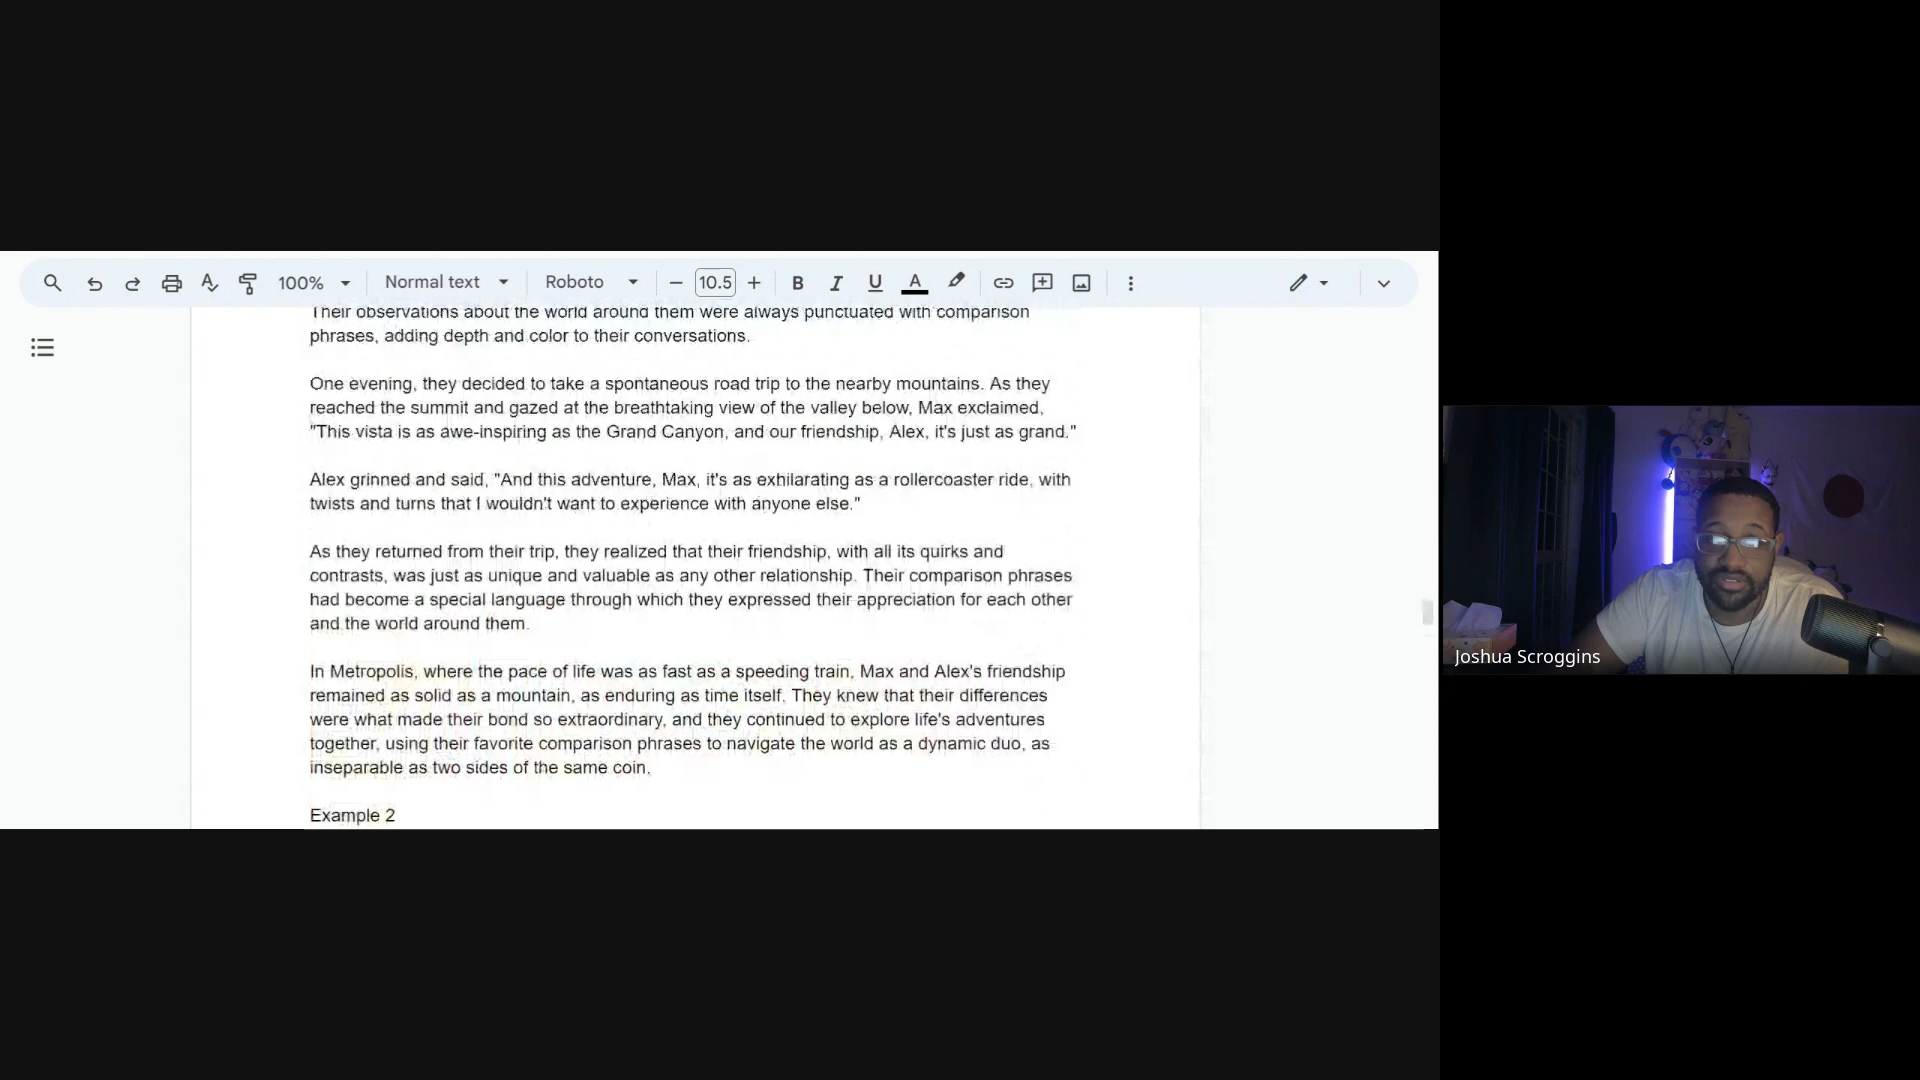 100%
Normal text
Roboto
10.5
B
I
U
A
Their observations about the world around them were always punctuated with comparison
phrases, adding depth and color to their conversations.
One evening, they decided to take a spontaneous road trip to the nearby mountains. As they
reached the summit and gazed at the breathtaking view of the valley below, Max exclaimed,
"This vista is as awe-inspiring as the Grand Canyon, and our friendship, Alex, it's just as grand."
Alex grinned and said, "And this adventure, Max, it's as exhilarating as a rollercoaster ride, with
twists and turns that I wouldn't want to experience with anyone else."
As they returned from their trip, they realized that their friendship, with all its quirks and
contrasts, was just as unique and valuable as any other relationship. Their comparison phrases
had become a special language through which they expressed their appreciation for each other
and the world around them.
In Metropolis, where the pace of life was as fast as a speeding train, Max and Alex's friendship
remained as solid as a mountain, as enduring as time itself. They knew that their differences
were what made their bond so extraordinary, and they continued to explore life's adventures
together, using their favorite comparison phrases to navigate the world as a dynamic duo, as
inseparable as two sides of the same coin.
Example 2
Joshua Scroggins